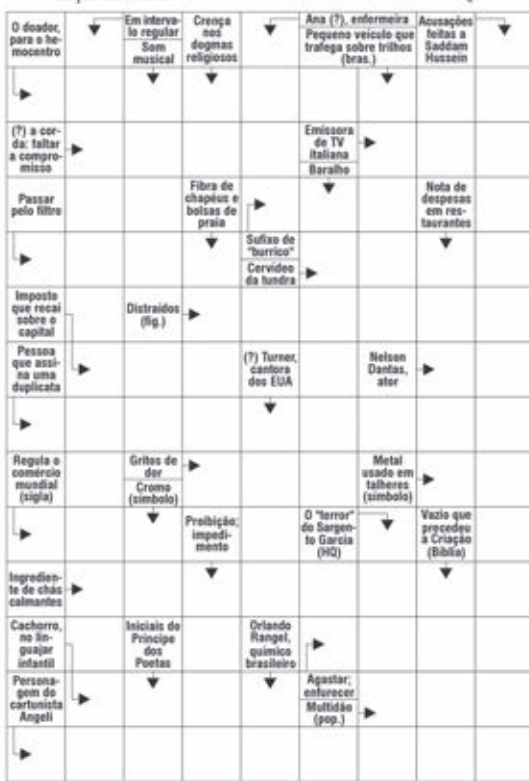 O doador,
para o he-
mocentro
Em interva-
lo regular
Som
musical
Crença
nos
dogmas
religiosos
Ana (?), enfermeira
Pequeno veículo que
trafega sobre trilhos
(bras.)
Acusações
feitas a
Saddam
Hussein
(?) a cor-
da: faltar
a compro-
misso
Emissora
de TV
italiana
Baralho
Passar
pelo filtro
Fibra de
chapéus e
bolsas de
praia
Nota de
despesas
em res-
taurantes
Sufixo de
"burrico"
Cervídeo
da tundra
Imposto
que recai
sobre o
capital
Distraídos
(fig.)
Pessoa
que assi-
na uma
duplicata
(?) Turner,
cantora
dos EUA
Nelson
Dantas,
ator
Regula o
comércio
mundial
(sigla)
Gritos de
dor
Cromo
(símbolo)
Metal
usado em
talheres
(símbolo)
Proibição;
impedi-
mento
O "terror"
do Sargen-
to Garcia
(HQ)
Vazio que
precedeu
a Criação
(Bíblia)
Ingredien-
te de chás
calmantes
Cachorro,
no lin-
guajar
infantil
Iniciais do
Príncipe
dos
Poetas
Orlando
Rangel,
químico
brasileiro
Persona-
gem do
cartunista
Angeli
Agastar;
enfurecer
Multidão
(pop.)